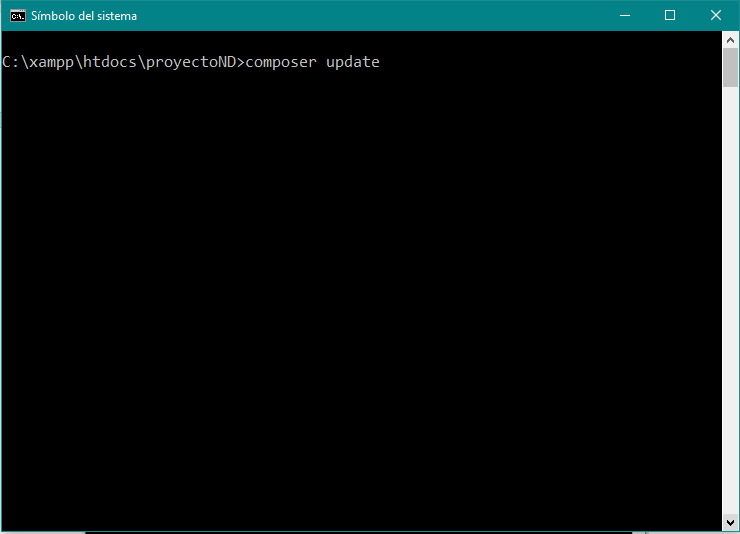 Símbolo del sistema
C:\xampp\htdocs\proyectoND>composer update